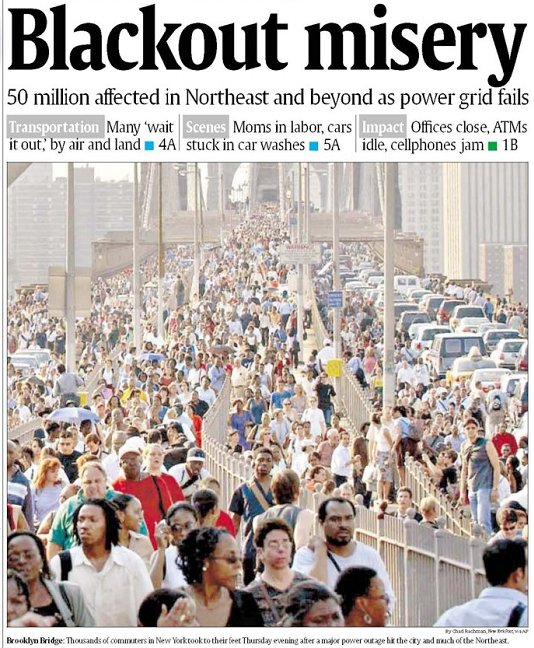 Blackout misery
50 million affected in Northeast and beyond as power grid fails
Transportation Many ‘wait
it out,’ by air and land ■ 4A
Scenes Moms in labor, cars
stuck in car washes ■ 5A
Impact Offices close, ATMs
idle, cellphones jam ■ 1B
By Chad Rachman, New York Post, via AP
Brooklyn Bridge: Thousands of commuters in New York took to their feet Thursday evening after a major power outage hit the city and much of the Northeast.